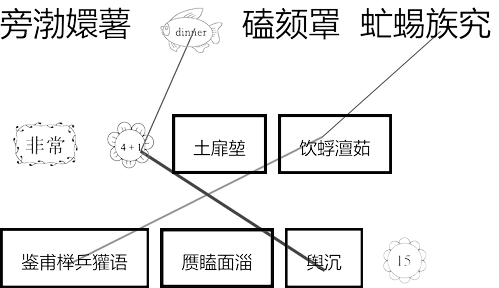 旁渤嬛薯 dinner 磕颏罩 虻蜴族究
非常 4 + 1 土扉堃 饮蜉澶茹
鉴甫榉乒獾语 赝瞌面淄 舆沉 15